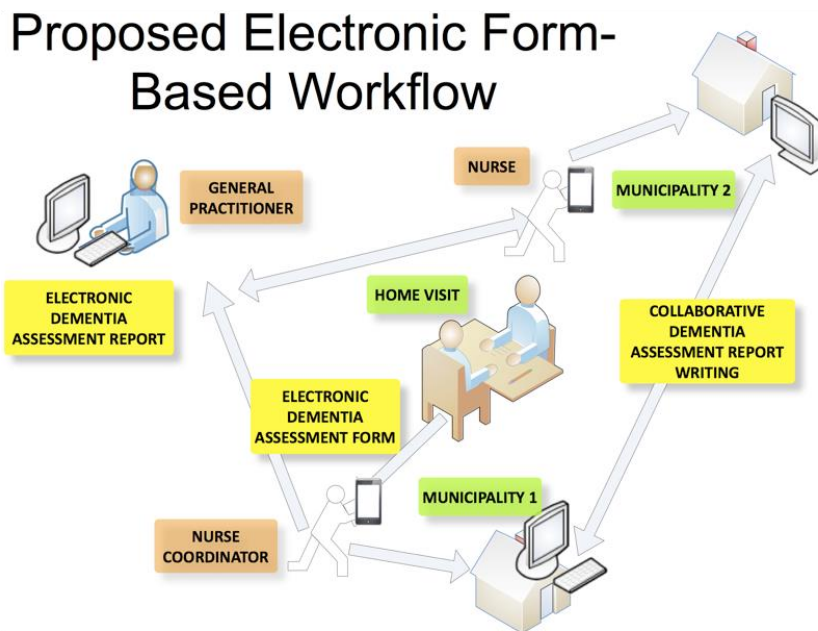 Proposed Electronic Form-
Based Workflow
GENERAL
PRACTITIONER
NURSE
MUNICIPALITY 2
ELECTRONIC
DEMENTIA
ASSESSMENT REPORT
HOME VISIT
COLLABORATIVE
DEMENTIA
ASSESSMENT REPORT
WRITING
ELECTRONIC
DEMENTIA
ASSESSMENT FORM
MUNICIPALITY 1
NURSE
COORDINATOR